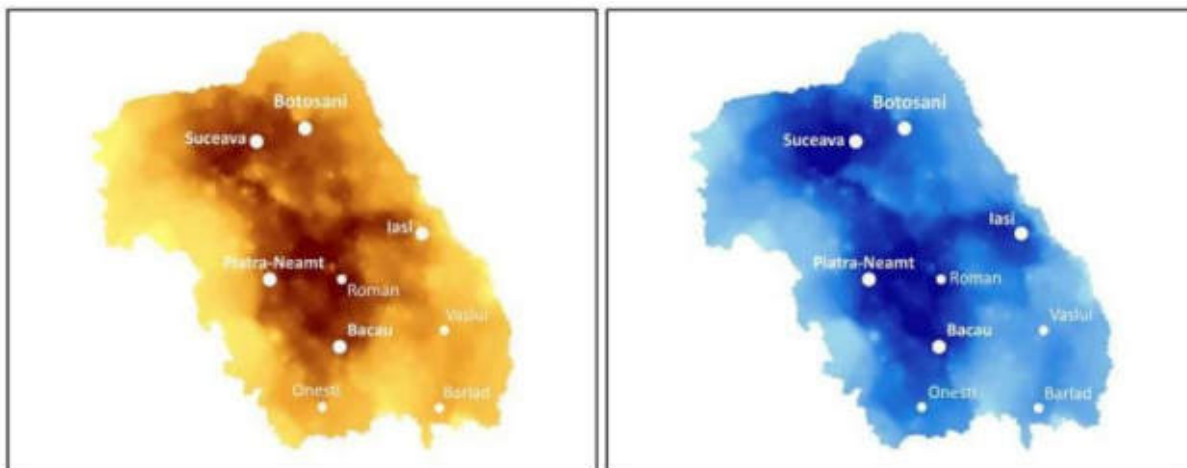 Botosani
Suceava
Iasi
Piatra-Neamt
Roman
Vaslui
Bacau
Onesti
Barlad
Botosani
Suceava
Iasi
Piatra-Neamt
Roman
Vaslui
Bacau
Onesti
Barlad